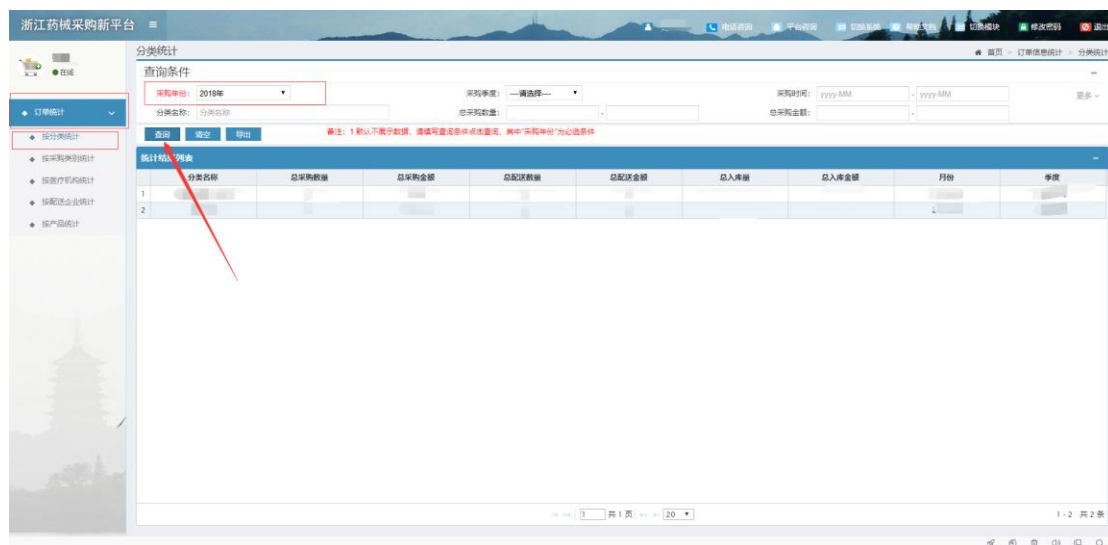 浙江药械采购新平台
电话咨询 平台咨询 切换系统 帮助文档 切换模块 修改密码 退出
在线
分类统计
首页 > 订单信息统计 > 分类统计
查询条件
采购年份: 2018年 采购季度: ----请选择---- 采购时间: yyyy-MM - yyyy-MM 更多
分类名称: 分类名称 总采购数量: - 总采购金额: -
查询 清空 导出 备注: 1.默认不展示数据，请填写查询条件点击查询，其中“采购年份”为必选条件
订单统计
按分类统计
按采购类别统计
按医疗机构统计
按配送企业统计
按产品统计
统计结果列表
分类名称 总采购数量 总采购金额 总配送数量 总配送金额 总入库量 总入库金额 月份 季度
1
2
1 共 1 页 20 1 - 2 共 2 条